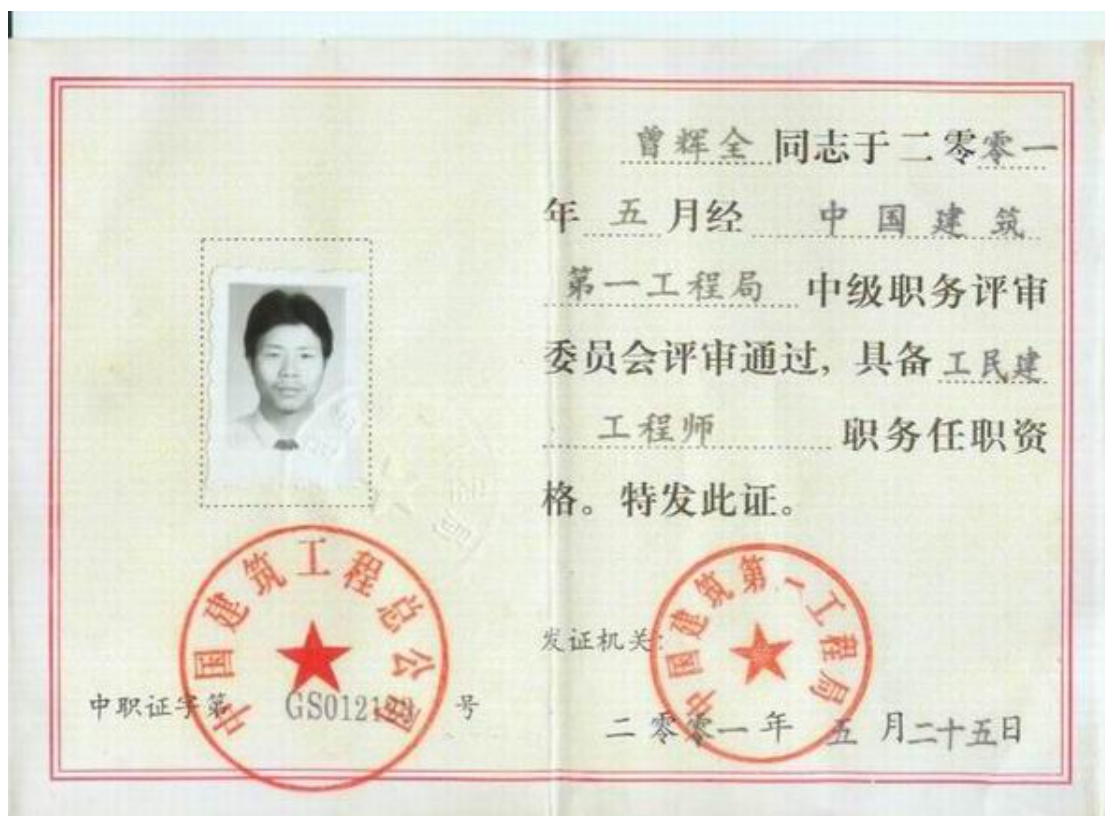 中国建筑工程总公司
中职证字第 GS012 号
曾辉全同志于二零零一
年五月经中国建筑
第一工程局中级职务评审
委员会评审通过，具备工民建
工程师职务任职资
格。特发此证。
发证机关:
中国建筑第一工程局
二零零一年五月二十五日